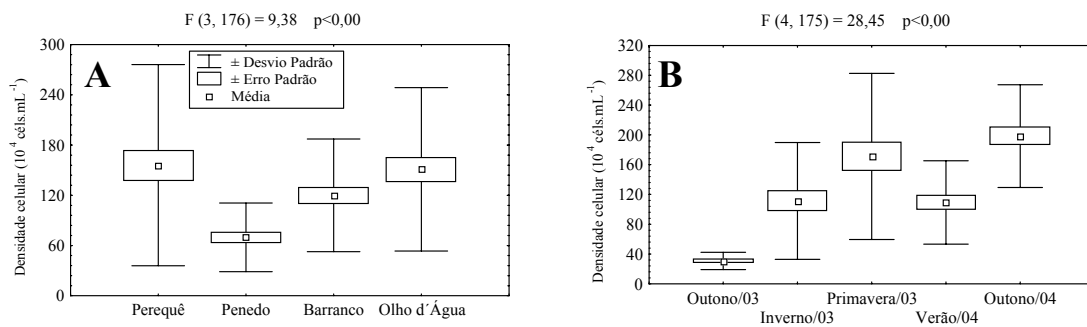 F (3, 176) = 9,38 p<0,00
A
Densidade celular (10⁴ céls.mL⁻¹)
300
240
180
120
60
0
± Desvio Padrão
± Erro Padrão
Média
Perequê Penedo Barranco Olho d´Água
F (4, 175) = 28,45 p<0,00
B
Densidade celular (10⁴ céls.mL⁻¹)
320
280
240
200
160
120
80
40
0
Outono/03 Primavera/03 Outono/04
Inverno/03 Verão/04